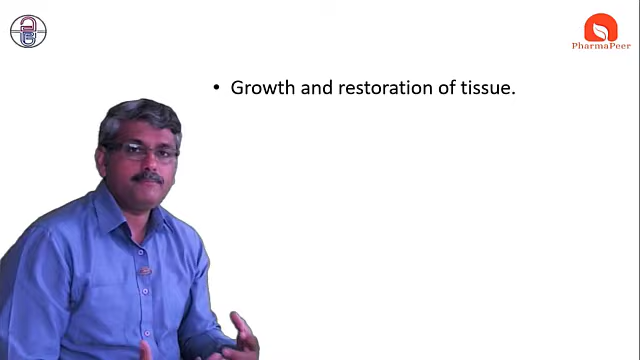 PharmaPeer
• Growth and restoration of tissue.